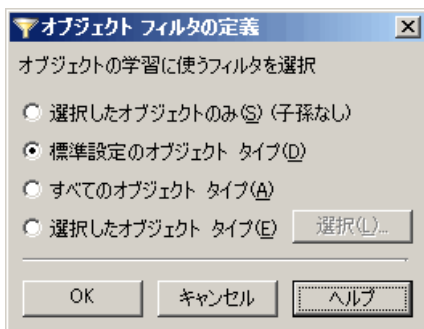 オブジェクト フィルタの定義
オブジェクトの学習に使うフィルタを選択
選択したオブジェクトのみ(S) (子孫なし)
標準設定のオブジェクト タイプ(D)
すべてのオブジェクト タイプ(A)
選択したオブジェクト タイプ(E) 選択(L)...
OK キャンセル ヘルプ